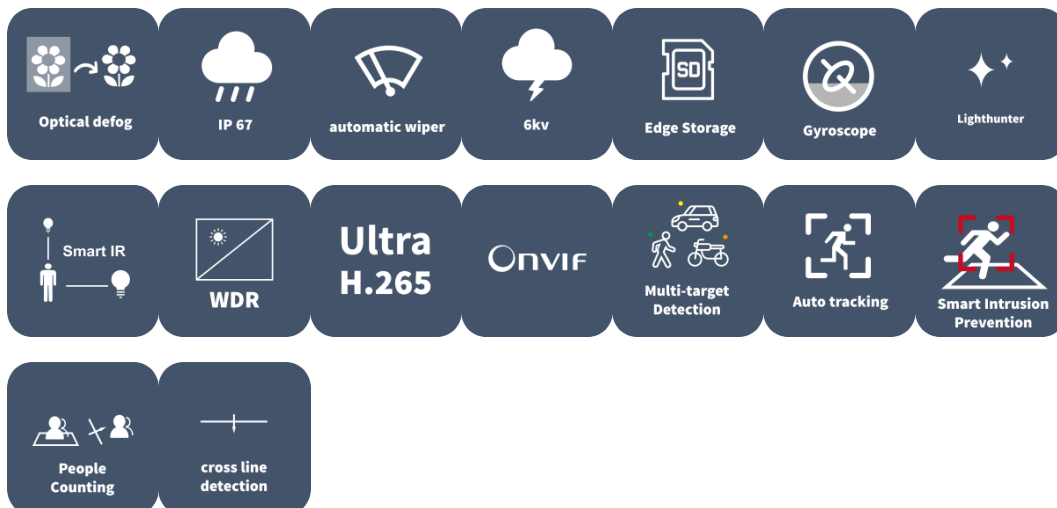 Optical defog
IP 67
automatic wiper
6kv
SD
Edge Storage
Gyroscope
Lighthunter
Smart IR
WDR
Ultra
H.265
ONVIF
Multi-target
Detection
Auto tracking
Smart Intrusion
Prevention
People
Counting
cross line
detection